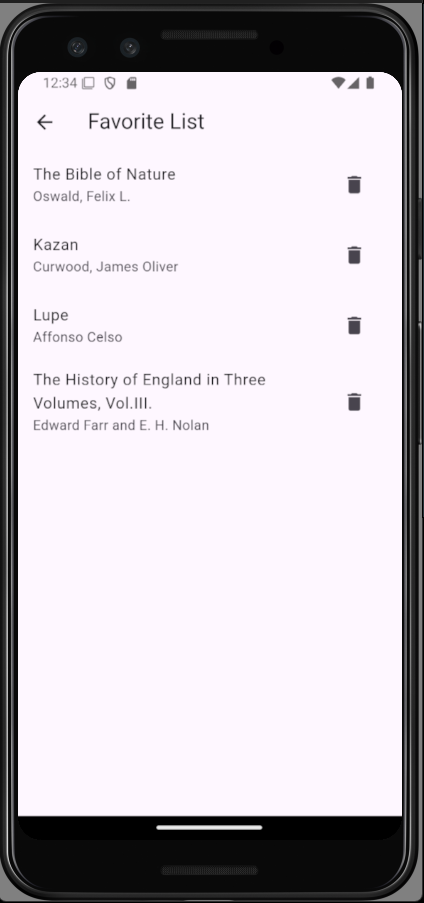 12:34
Favorite List
The Bible of Nature
Oswald, Felix L.
Kazan
Curwood, James Oliver
Lupe
Affonso Celso
The History of England in Three
Volumes, Vol.III.
Edward Farr and E. H. Nolan